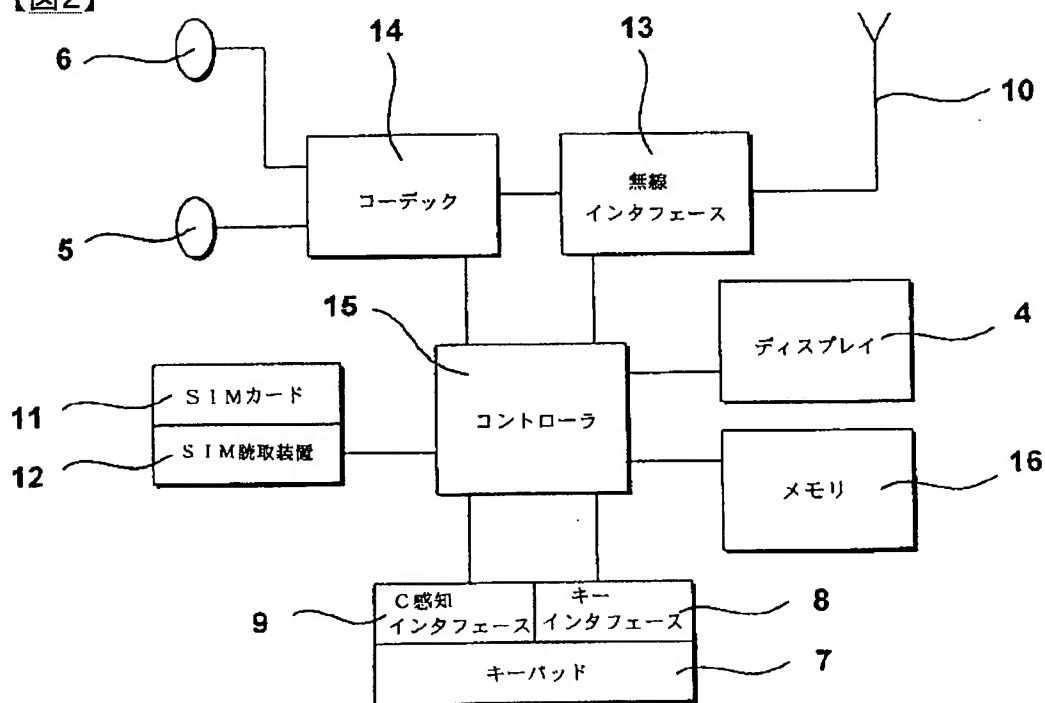 【図2】
14
13
6
10
コーデック
無線
インタフェース
5
15
4
ディスプレイ
11
SIMカード
コントローラ
12
SIM読取装置
16
メモリ
C感知
インタフェース
キー
インタフェース
9
8
キーパッド
7